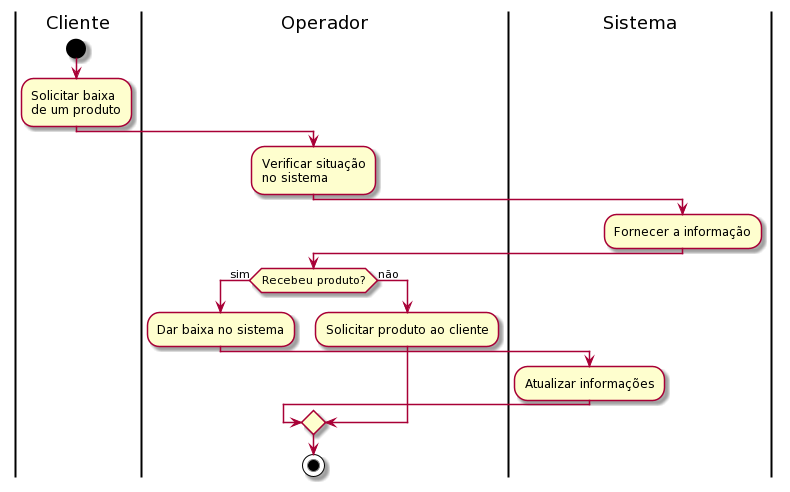 Cliente
Operador
Sistema
Solicitar baixa
de um produto
Verificar situação
no sistema
Fornecer a informação
sim
Recebeu produto?
não
Dar baixa no sistema
Solicitar produto ao cliente
Atualizar informações